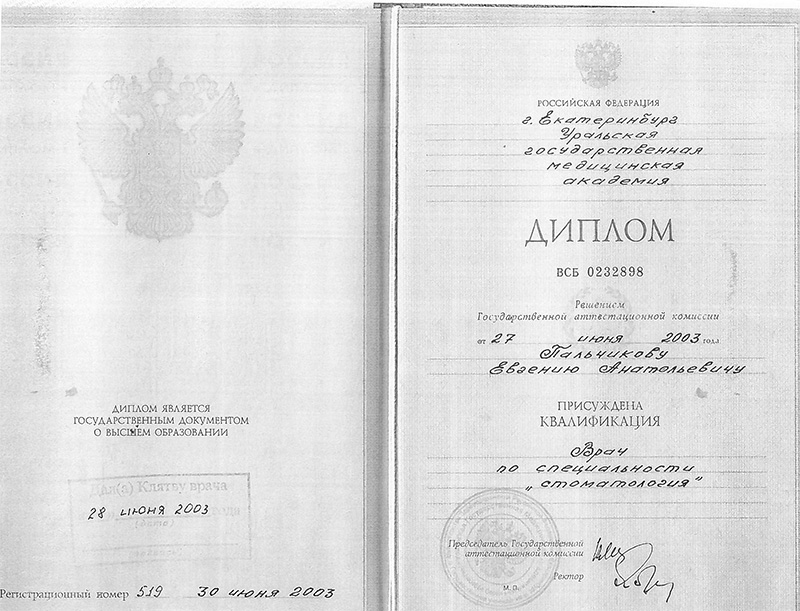 ДИПЛОМ ЯВЛЯЕТСЯ
ГОСУДАРСТВЕННЫМ ДОКУМЕНТОМ
О ВЫСШЕМ ОБРАЗОВАНИИ
Дал(а) Клятву врача
28 июня 2003
(дата)
Регистрационный номер 519 30 июня 2003
РОССИЙСКАЯ ФЕДЕРАЦИЯ
г. Екатеринбург
Уральская
государственная
медицинская
академия
ДИПЛОМ
ВСБ 0232898
Решением
Государственной аттестационной комиссии
от 27 июня 2003 года
Пальчикову
Евгению Анатольевичу
ПРИСУЖДЕНА
КВАЛИФИКАЦИЯ
Врач
по специальности
„стоматология"
Председатель Государственной
аттестационной комиссии
Ректор
М. П.